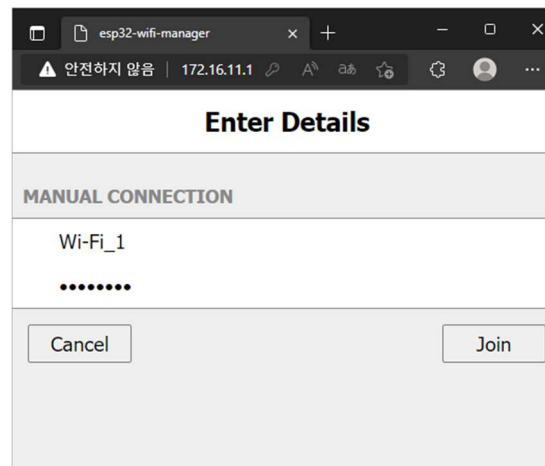 esp32-wifi-manager
안전하지 않음 | 172.16.11.1
Enter Details
MANUAL CONNECTION
Wi-Fi_1
••••••••
Cancel
Join